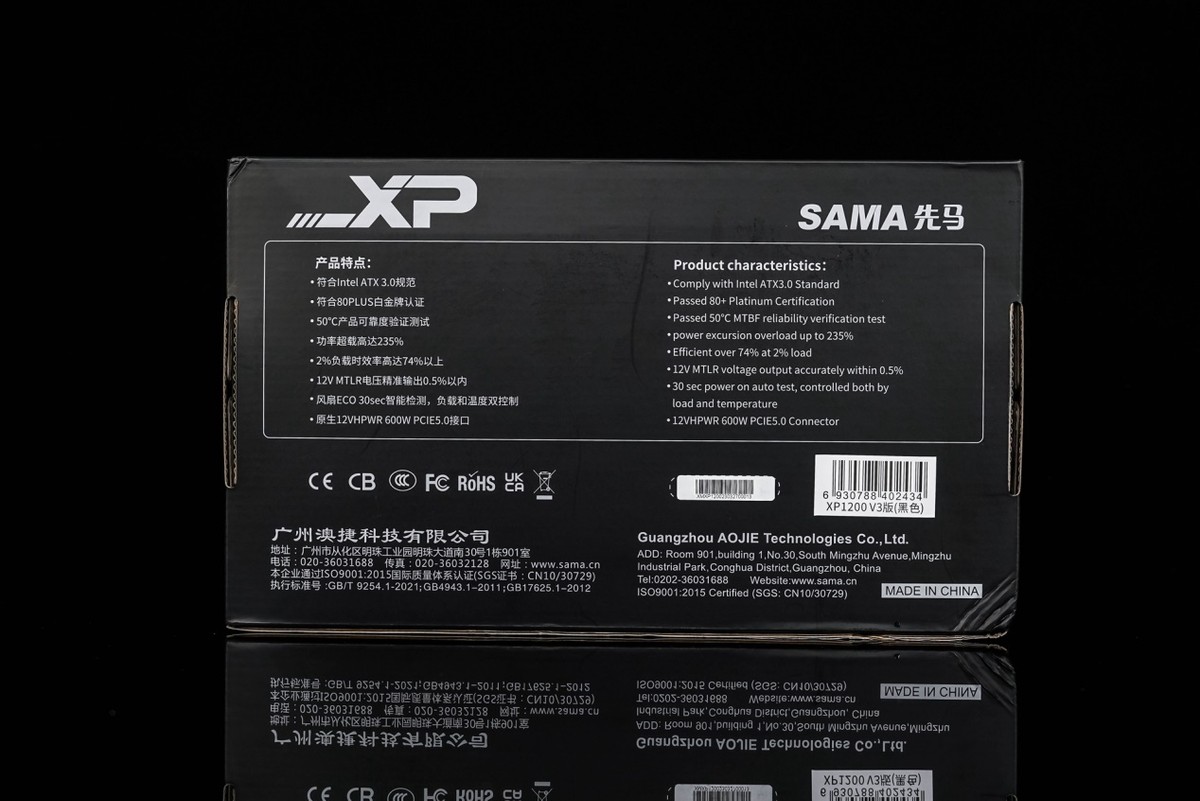 XP
SAMA 先马
产品特点：
•符合Intel ATX 3.0规范
•符合80PLUS白金牌认证
•50℃产品可靠度验证测试
•功率超载高达235%
•2%负载时效率高达74%以上
•12V MTLR电压精准输出0.5%以内
•风扇ECO 30sec智能检测，负载和温度双控制
•原生12VHPWR 600W PCIE5.0接口
Product characteristics：
•Comply with Intel ATX3.0 Standard
•Passed 80+ Platinum Certification
•Passed 50℃ MTBF reliability verification test
•power excursion overload up to 235%
•Efficient over 74% at 2% load
•12V MTLR voltage output accurately within 0.5%
•30 sec power on auto test, controlled both by
load and temperature
•12VHPWR 600W PCIE5.0 Connector
CE CB CCC FC RoHS UKCA
6 930788 402434
XP1200 V3版(黑色)
广州澳捷科技有限公司
地址：广州市从化区明珠工业园明珠大道南30号1栋901室
电话：020-36031688 传真：020-36032128 网址：www.sama.cn
本企业通过ISO9001:2015国际质量体系认证(SGS证书：CN10/30729)
执行标准号:GB/T 9254.1-2021;GB4943.1-2011;GB17625.1-2012
Guangzhou AOJIE Technologies Co.,Ltd.
ADD: Room 901,building 1,No.30,South Mingzhu Avenue,Mingzhu
Industrial Park,Conghua District,Guangzhou, China
Tel:0202-36031688 Website:www.sama.cn
ISO9001:2015 Certified (SGS: CN10/30729)
MADE IN CHINA